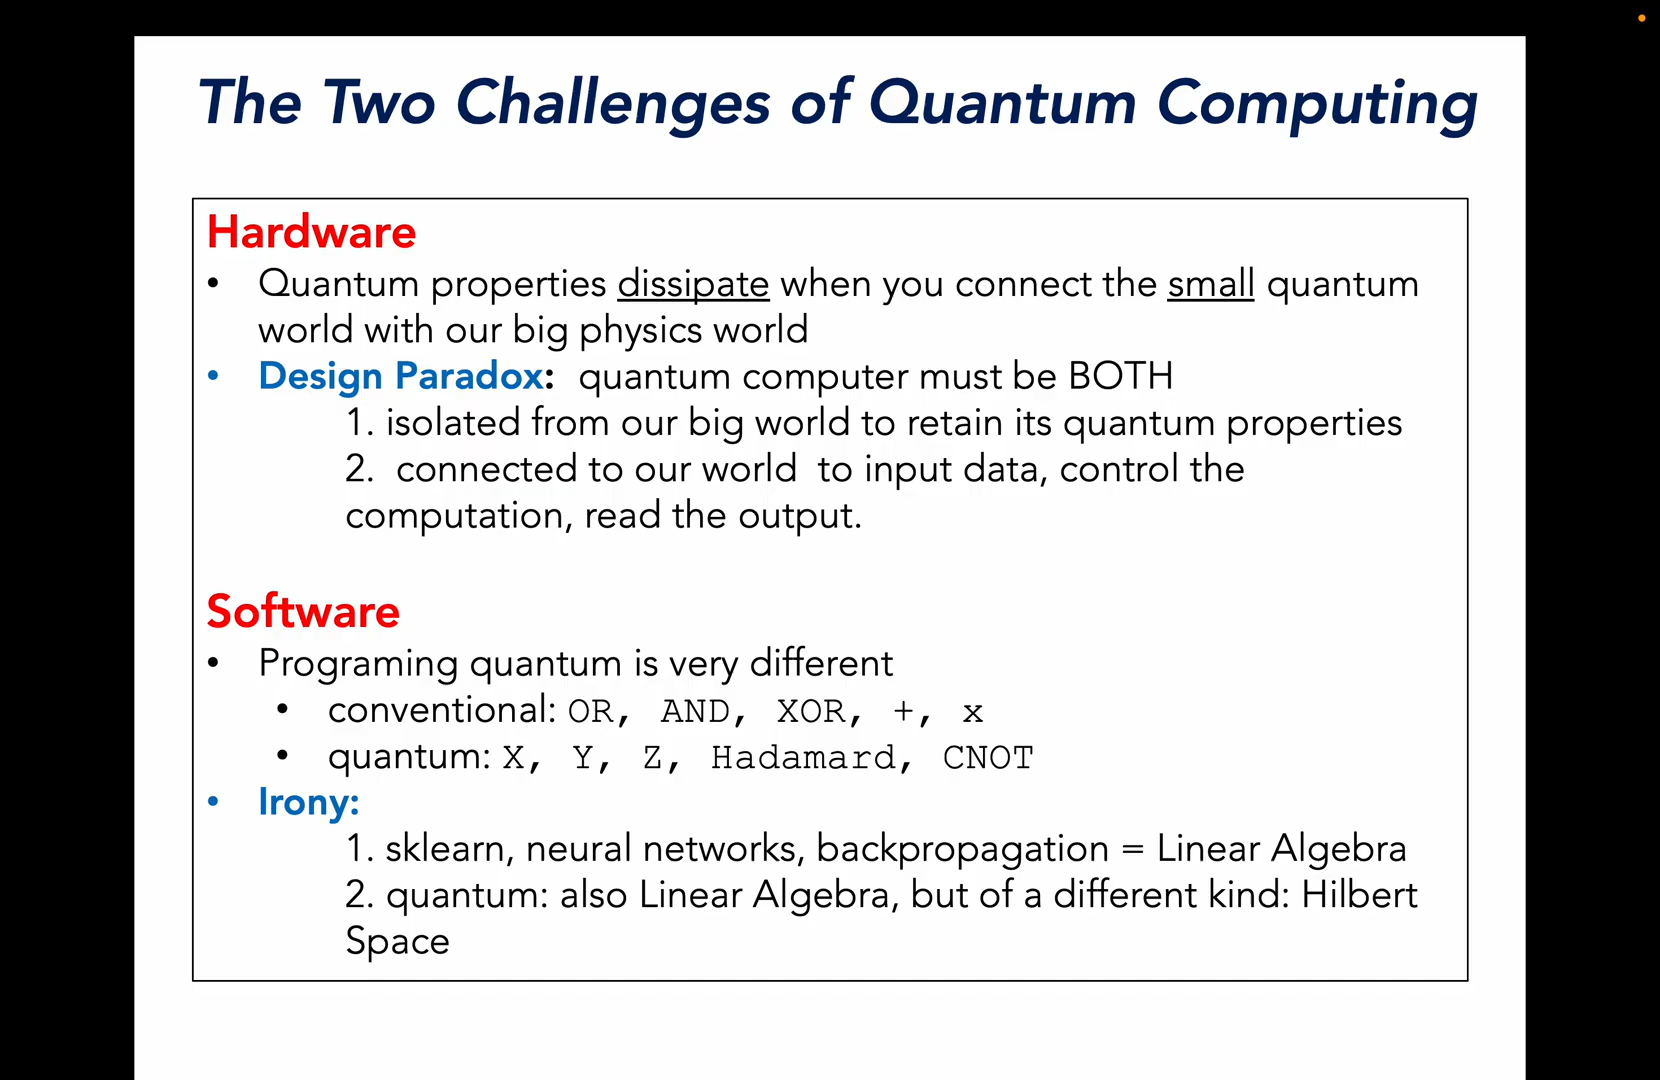 The Two Challenges of Quantum Computing
Hardware
• Quantum properties dissipate when you connect the small quantum
world with our big physics world
• Design Paradox: quantum computer must be BOTH
1. isolated from our big world to retain its quantum properties
2. connected to our world to input data, control the
computation, read the output.
Software
• Programing quantum is very different
• conventional: OR, AND, XOR, +, x
• quantum: X, Y, Z, Hadamard, CNOT
• Irony:
1. sklearn, neural networks, backpropagation = Linear Algebra
2. quantum: also Linear Algebra, but of a different kind: Hilbert
Space